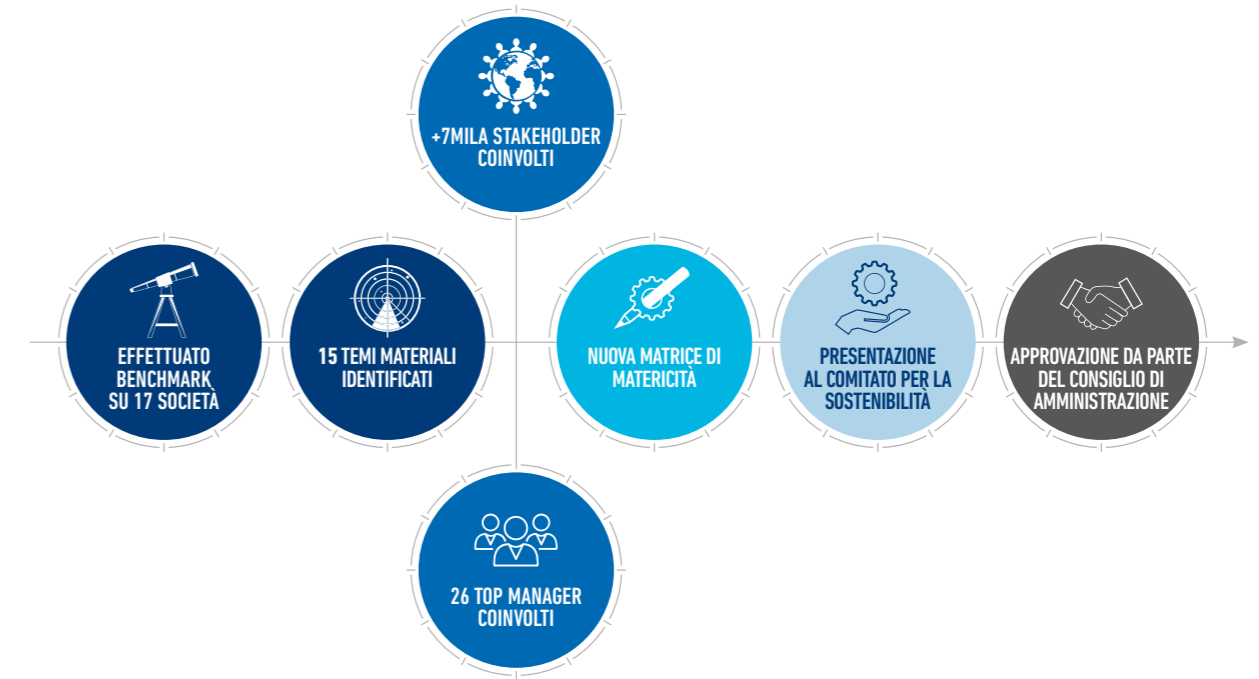 +7MILA STAKEHOLDER
COINVOLTI
EFFETTUATO
BENCHMARK
SU 17 SOCIETÀ
15 TEMI MATERIALI
IDENTIFICATI
NUOVA MATRICE DI
MATERICITÀ
PRESENTAZIONE
AL COMITATO PER LA
SOSTENIBILITÀ
APPROVAZIONE DA PARTE
DEL CONSIGLIO DI
AMMINISTRAZIONE
26 TOP MANAGER
COINVOLTI